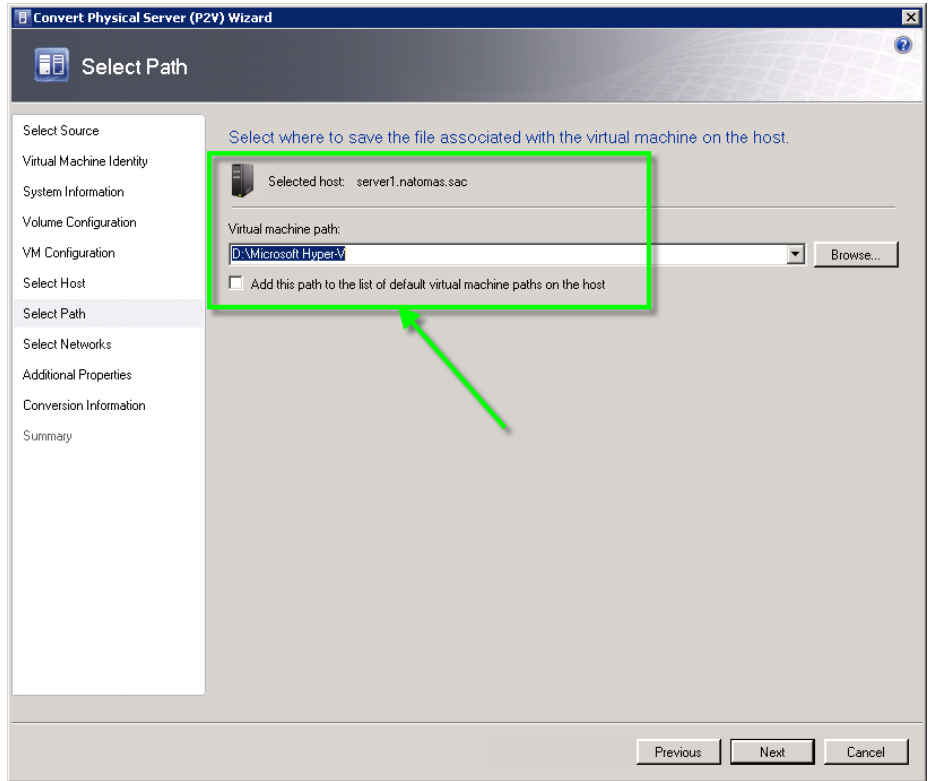 Convert Physical Server (P2V) Wizard
Select Path
Select Source
Virtual Machine Identity
System Information
Volume Configuration
VM Configuration
Select Host
Select Path
Select Networks
Additional Properties
Conversion Information
Summary
Select where to save the file associated with the virtual machine on the host.
Selected host: server1.natomas.sac
Virtual machine path:
D:\Microsoft Hyper-V
Browse...
Add this path to the list of default virtual machine paths on the host
Previous
Next
Cancel